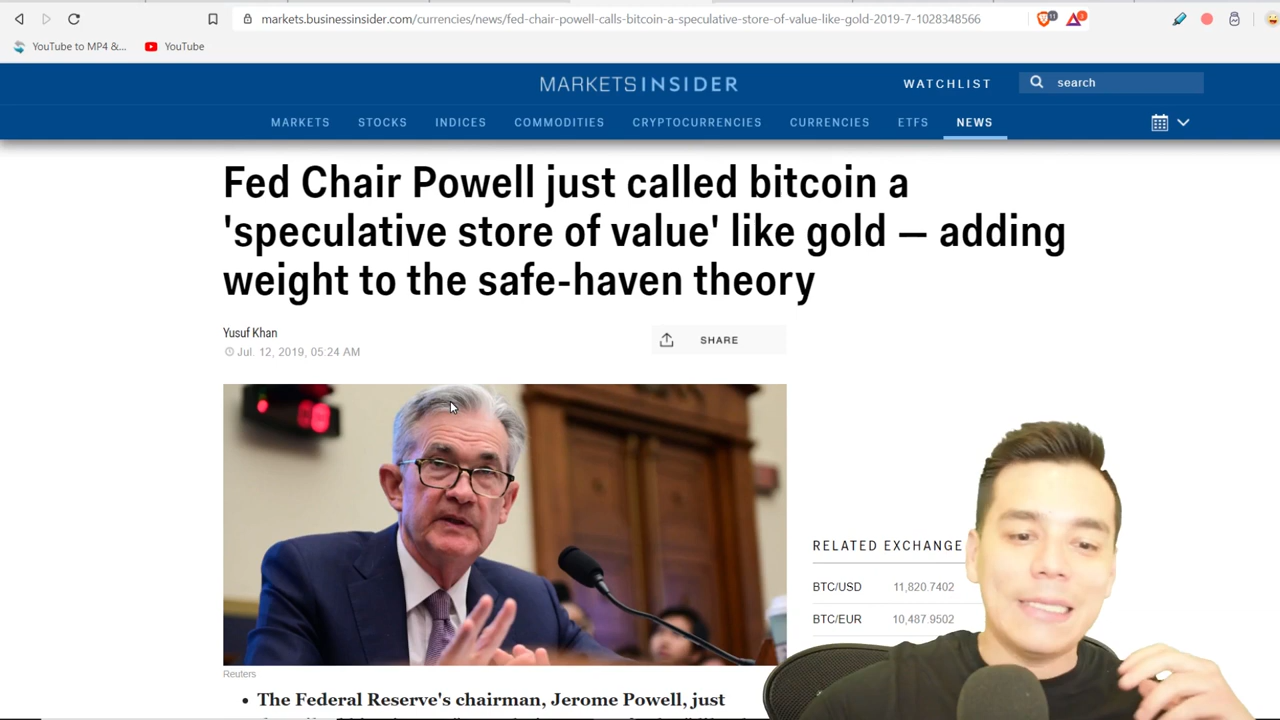 markets.businessinsider.com/currencies/news/fed-chair-powell-calls-bitcoin-a-speculative-store-of-value-like-gold-2019-7-1028348566
YouTube to MP4 &... YouTube
MARKETS INSIDER
WATCHLIST
search
MARKETS STOCKS INDICES COMMODITIES CRYPTOCURRENCIES CURRENCIES ETFS NEWS
Fed Chair Powell just called bitcoin a
'speculative store of value' like gold — adding
weight to the safe-haven theory
Yusuf Khan
Jul. 12, 2019, 05:24 AM
SHARE
RELATED EXCHANGE
BTC/USD 11,820.7402
BTC/EUR 10,487.9502
Reuters
• The Federal Reserve's chairman, Jerome Powell, just